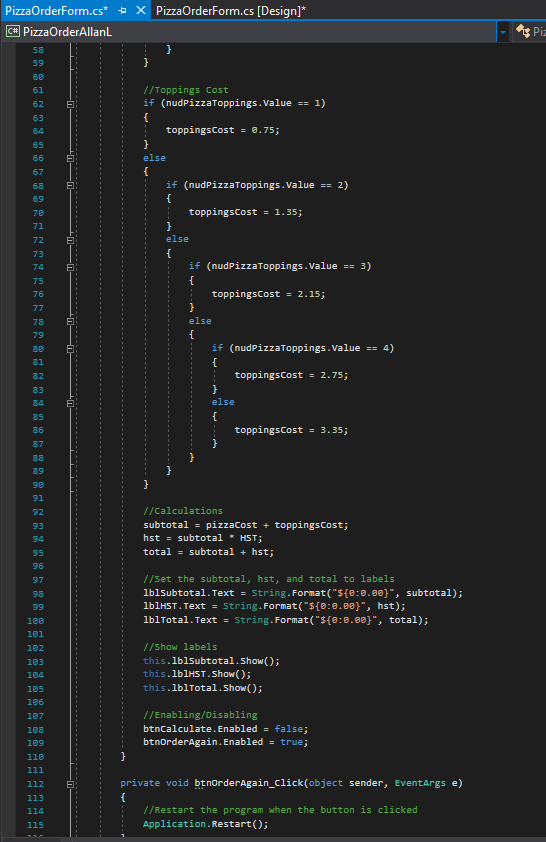 PizzaOrderForm.cs* PizzaOrderForm.cs [Design]*
C# PizzaOrderAllanL
58 }
59 }
60
61 //Toppings Cost
62 if (nudPizzaToppings.Value == 1)
63 {
64 toppingsCost = 0.75;
65 }
66 else
67 {
68 if (nudPizzaToppings.Value == 2)
69 {
70 toppingsCost = 1.35;
71 }
72 else
73 {
74 if (nudPizzaToppings.Value == 3)
75 {
76 toppingsCost = 2.15;
77 }
78 else
79 {
80 if (nudPizzaToppings.Value == 4)
81 {
82 toppingsCost = 2.75;
83 }
84 else
85 {
86 toppingsCost = 3.35;
87 }
88 }
89 }
90 }
91
92 //Calculations
93 subtotal = pizzaCost + toppingsCost;
94 hst = subtotal * HST;
95 total = subtotal + hst;
96
97 //Set the subtotal, hst, and total to labels
98 lblSubtotal.Text = String.Format("${0:0.00}", subtotal);
99 lblHST.Text = String.Format("${0:0.00}", hst);
100 lblTotal.Text = String.Format("${0:0.00}", total);
101
102 //Show labels
103 this.lblSubtotal.Show();
104 this.lblHST.Show();
105 this.lblTotal.Show();
106
107 //Enabling/Disabling
108 btnCalculate.Enabled = false;
109 btnOrderAgain.Enabled = true;
110 }
111
112 private void btnOrderAgain_Click(object sender, EventArgs e)
113 {
114 //Restart the program when the button is clicked
115 Application.Restart();